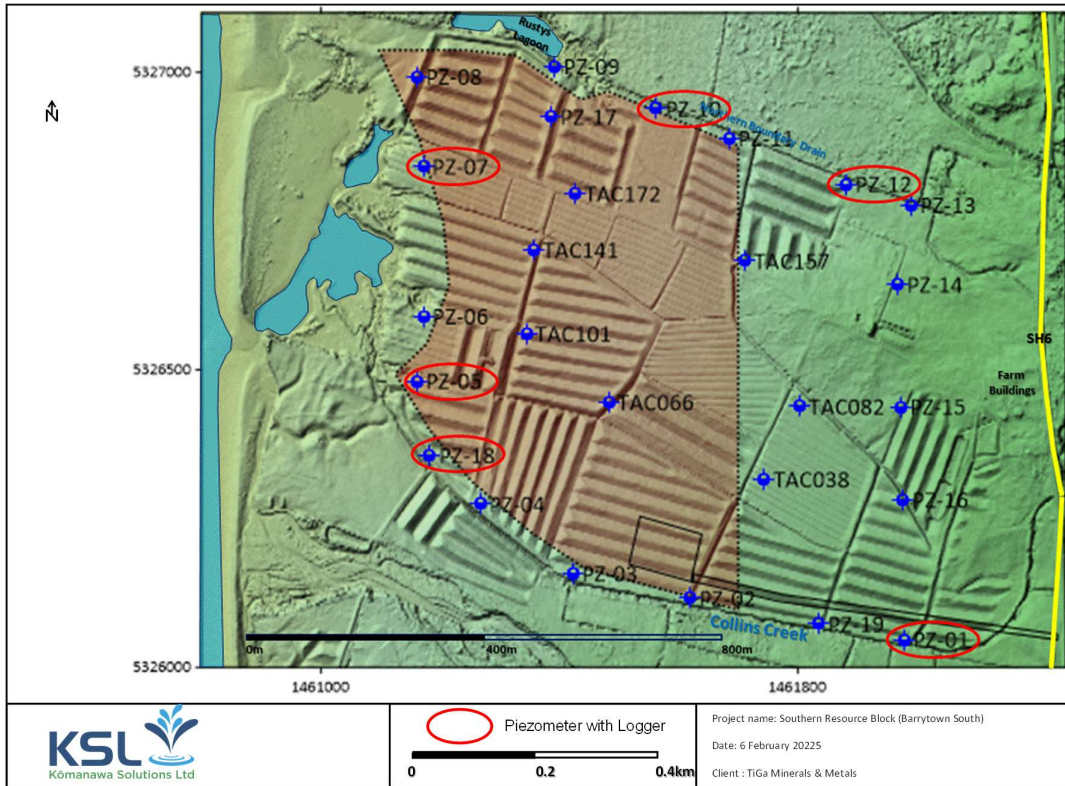 Rustys
Lagoon
5327000
N
PZ-08
PZ-09
PZ-17
PZ-10
Northern Boundary Drain
PZ-11
PZ-07
PZ-12
PZ-13
TAC172
TAC141
TAC157
PZ-14
PZ-06
TAC101
SH6
5326500
PZ-05
Farm
Buildings
TAC066
TAC082
PZ-15
PZ-18
TAC038
PZ-04
PZ-16
PZ-03
PZ-02
Collins Creek
PZ-19
PZ-01
0m
400m
800m
5326000
1461000
1461800
KSL
Kōmanawa Solutions Ltd
Piezometer with Logger
0
0.2
0.4km
Project name: Southern Resource Block (Barrytown South)
Date: 6 February 20225
Client : TiGa Minerals & Metals